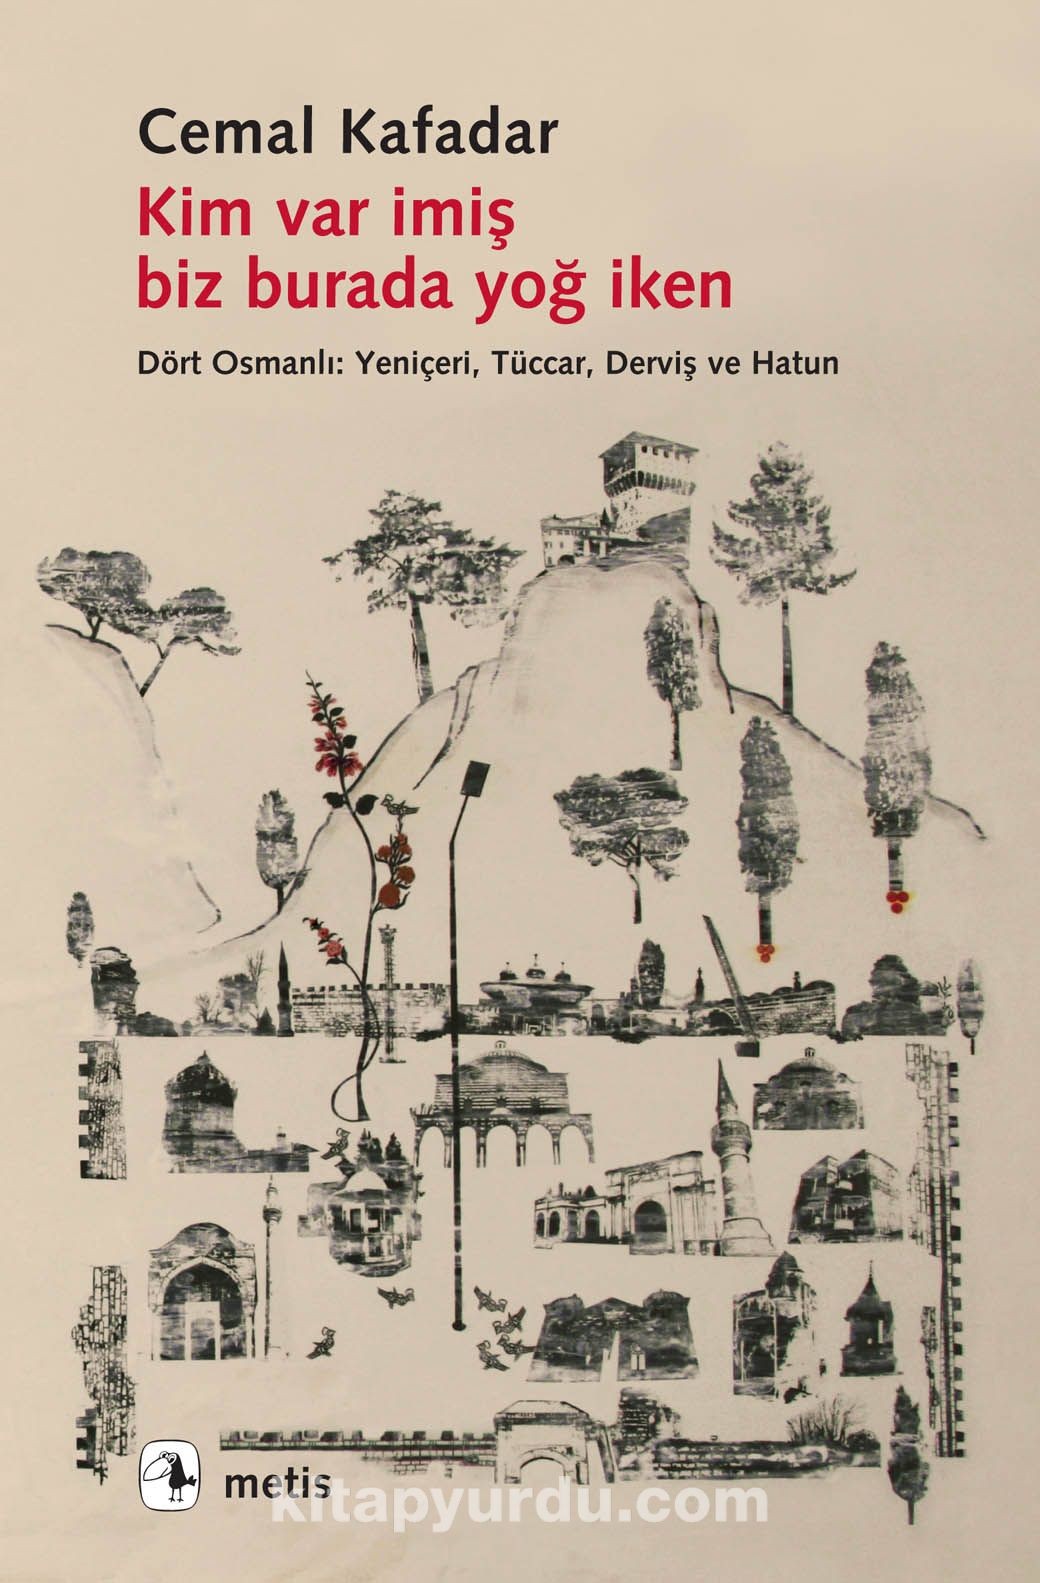 Cemal Kafadar
Kim var imiş
biz burada yoğ iken
Dört Osmanlı: Yeniçeri, Tüccar, Derviş ve Hatun
metis
kitapyurdu.com